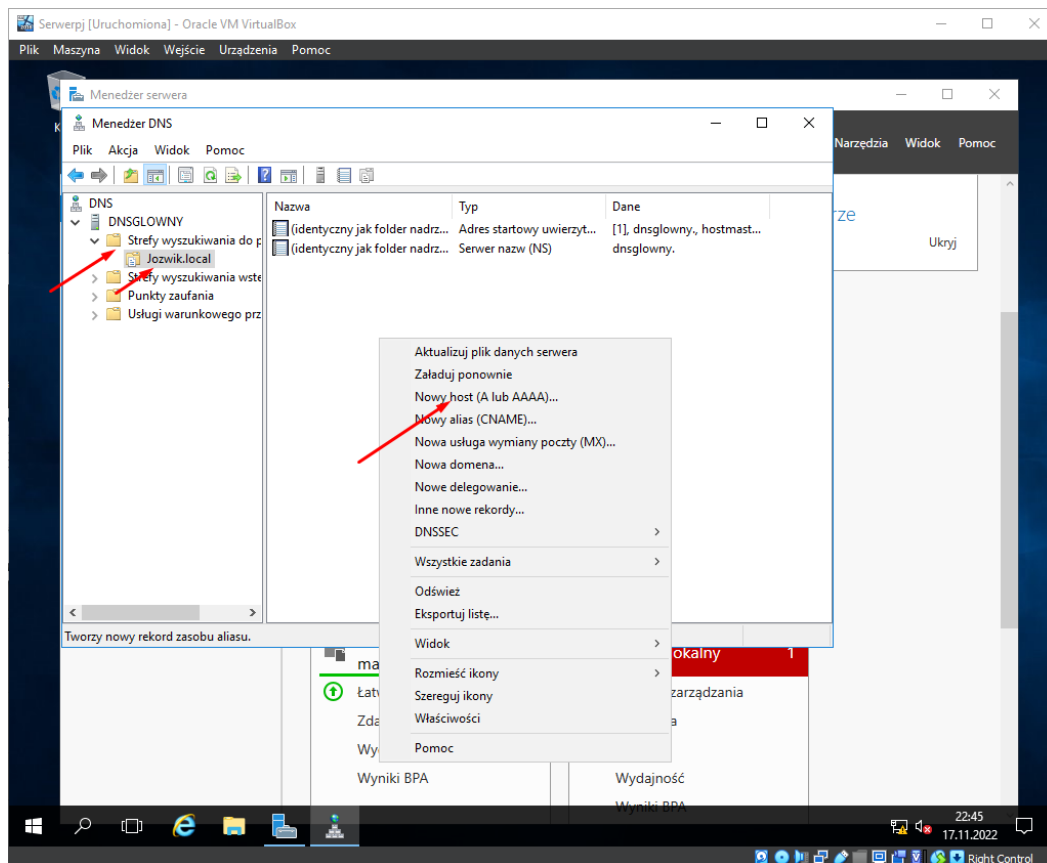 Serwerpj [Uruchomiona] - Oracle VM VirtualBox
Plik Maszyna Widok Wejście Urządzenia Pomoc
Menedżer serwera
Menedżer DNS
Narzędzia Widok Pomoc
Plik Akcja Widok Pomoc
DNS
DNSGLOWNY
Strefy wyszukiwania do p
Jozwik.local
Strefy wyszukiwania wste
Punkty zaufania
Usługi warunkowego prz
Nazwa Typ Dane
(identyczny jak folder nadrz... Adres startowy uwierzyt... [1], dnsglowny., hostmast...
(identyczny jak folder nadrz... Serwer nazw (NS) dnsglowny.
rze
Ukryj
Aktualizuj plik danych serwera
Załaduj ponownie
Nowy host (A lub AAAA)...
Nowy alias (CNAME)...
Nowa usługa wymiany poczty (MX)...
Nowa domena...
Nowe delegowanie...
Inne nowe rekordy...
DNSSEC
Wszystkie zadania
Odśwież
Eksportuj listę...
Widok
Rozmieść ikony
Szereguj ikony
Właściwości
Pomoc
Tworzy nowy rekord zasobu aliasu.
ma
okalny 1
Łatw
zarządzania
Zda
a
Wy
Wyniki BPA
Wydajność
Wyniki BPA
22:45
17.11.2022
Right Control